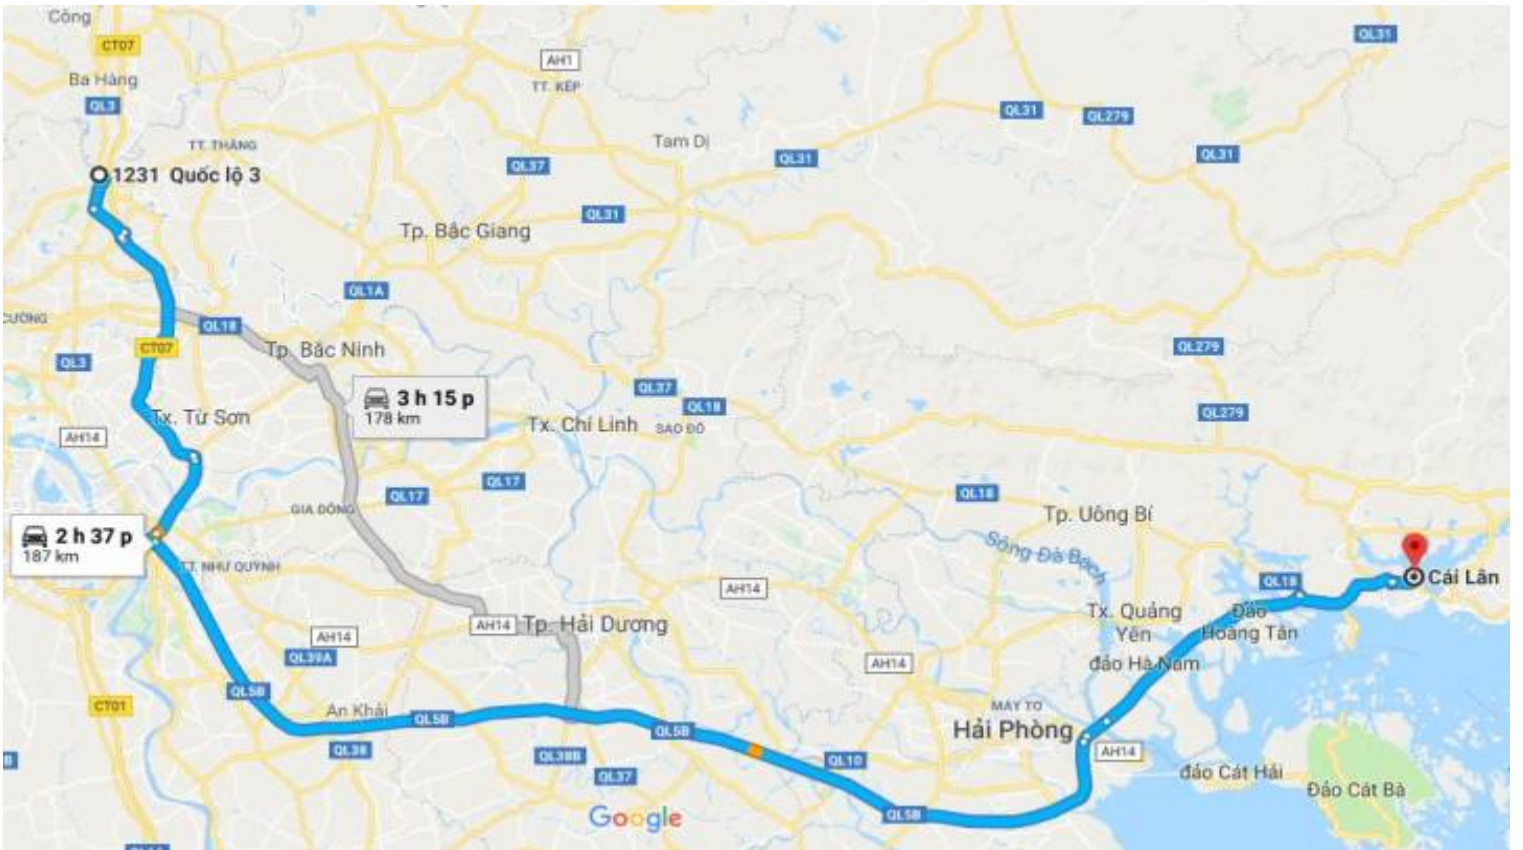 Công
CT07
QL31
AH1
Ba Hàng
TT. KÉP
QL3
QL31
QL279
Tam Dị
TT. THẮNG
QL31
QL31
QL37
1231 Quốc lộ 3
QL31
Tp. Bắc Giang
QL1A
CƯỜNG
QL18
CT07
Tp. Bắc Ninh
QL279
QL3
3 h 15 p
178 km
QL37
QL18
QL279
Tx. Từ Sơn
Tx. Chí Linh
SAO ĐỎ
AH14
QL17
QL17
QL18
GIA ĐÔNG
Tp. Uông Bí
2 h 37 p
187 km
Sông Đá Bạch
TT. NHƯ QUỲNH
QL18
Cái Lân
AH14
Tx. Quảng
Yên
Đảo
Hoàng Tân
AH14
Tp. Hải Dương
AH14
QL39A
AH14
đảo Hà Nam
QL5B
CT01
An Khải
QL5B
MÁY TƠ
Hải Phòng
QL5B
QL38
QL38B
QL10
AH14
B
QL37
đảo Cát Hải
Đảo Cát Bà
Google
QL5B